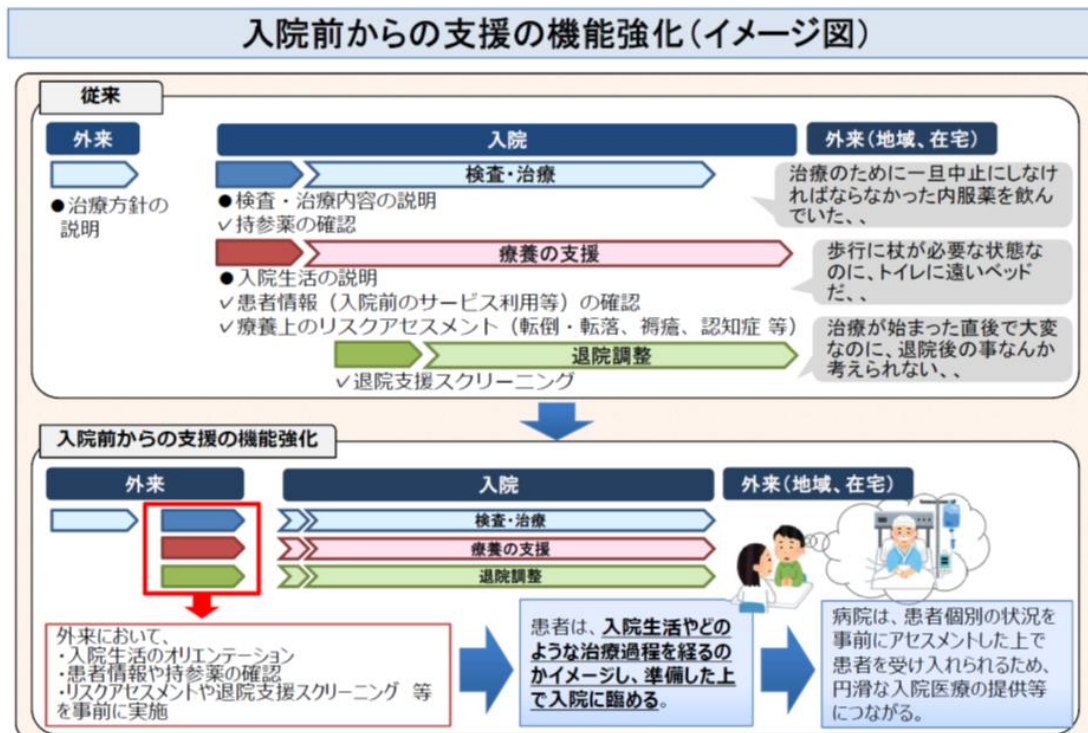 入院前からの支援の機能強化（イメージ図）
従来
外来
入院
外来（地域、在宅）
●治療方針の
説明
検査・治療
●検査・治療内容の説明
✓持参薬の確認
療養の支援
●入院生活の説明
✓患者情報（入院前のサービス利用等）の確認
✓療養上のリスクアセスメント（転倒・転落、褥瘡、認知症 等）
退院調整
✓退院支援スクリーニング
治療のために一旦中止にしなけ
ればならなかった内服薬を飲ん
でいた、、
歩行に杖が必要な状態な
のに、トイレに遠いベッド
だ、、
治療が始まった直後で大変
なのに、退院後の事なんか
考えられない、、
入院前からの支援の機能強化
外来
入院
外来（地域、在宅）
検査・治療
療養の支援
退院調整
外来において、
・入院生活のオリエンテーション
・患者情報や持参薬の確認
・リスクアセスメントや退院支援スクリーニング 等
を事前に実施
患者は、入院生活やどの
ような治療過程を経るの
かイメージし、準備した上
で入院に臨める。
病院は、患者個別の状況を
事前にアセスメントした上で
患者を受け入れられるため、
円滑な入院医療の提供等
につながる。